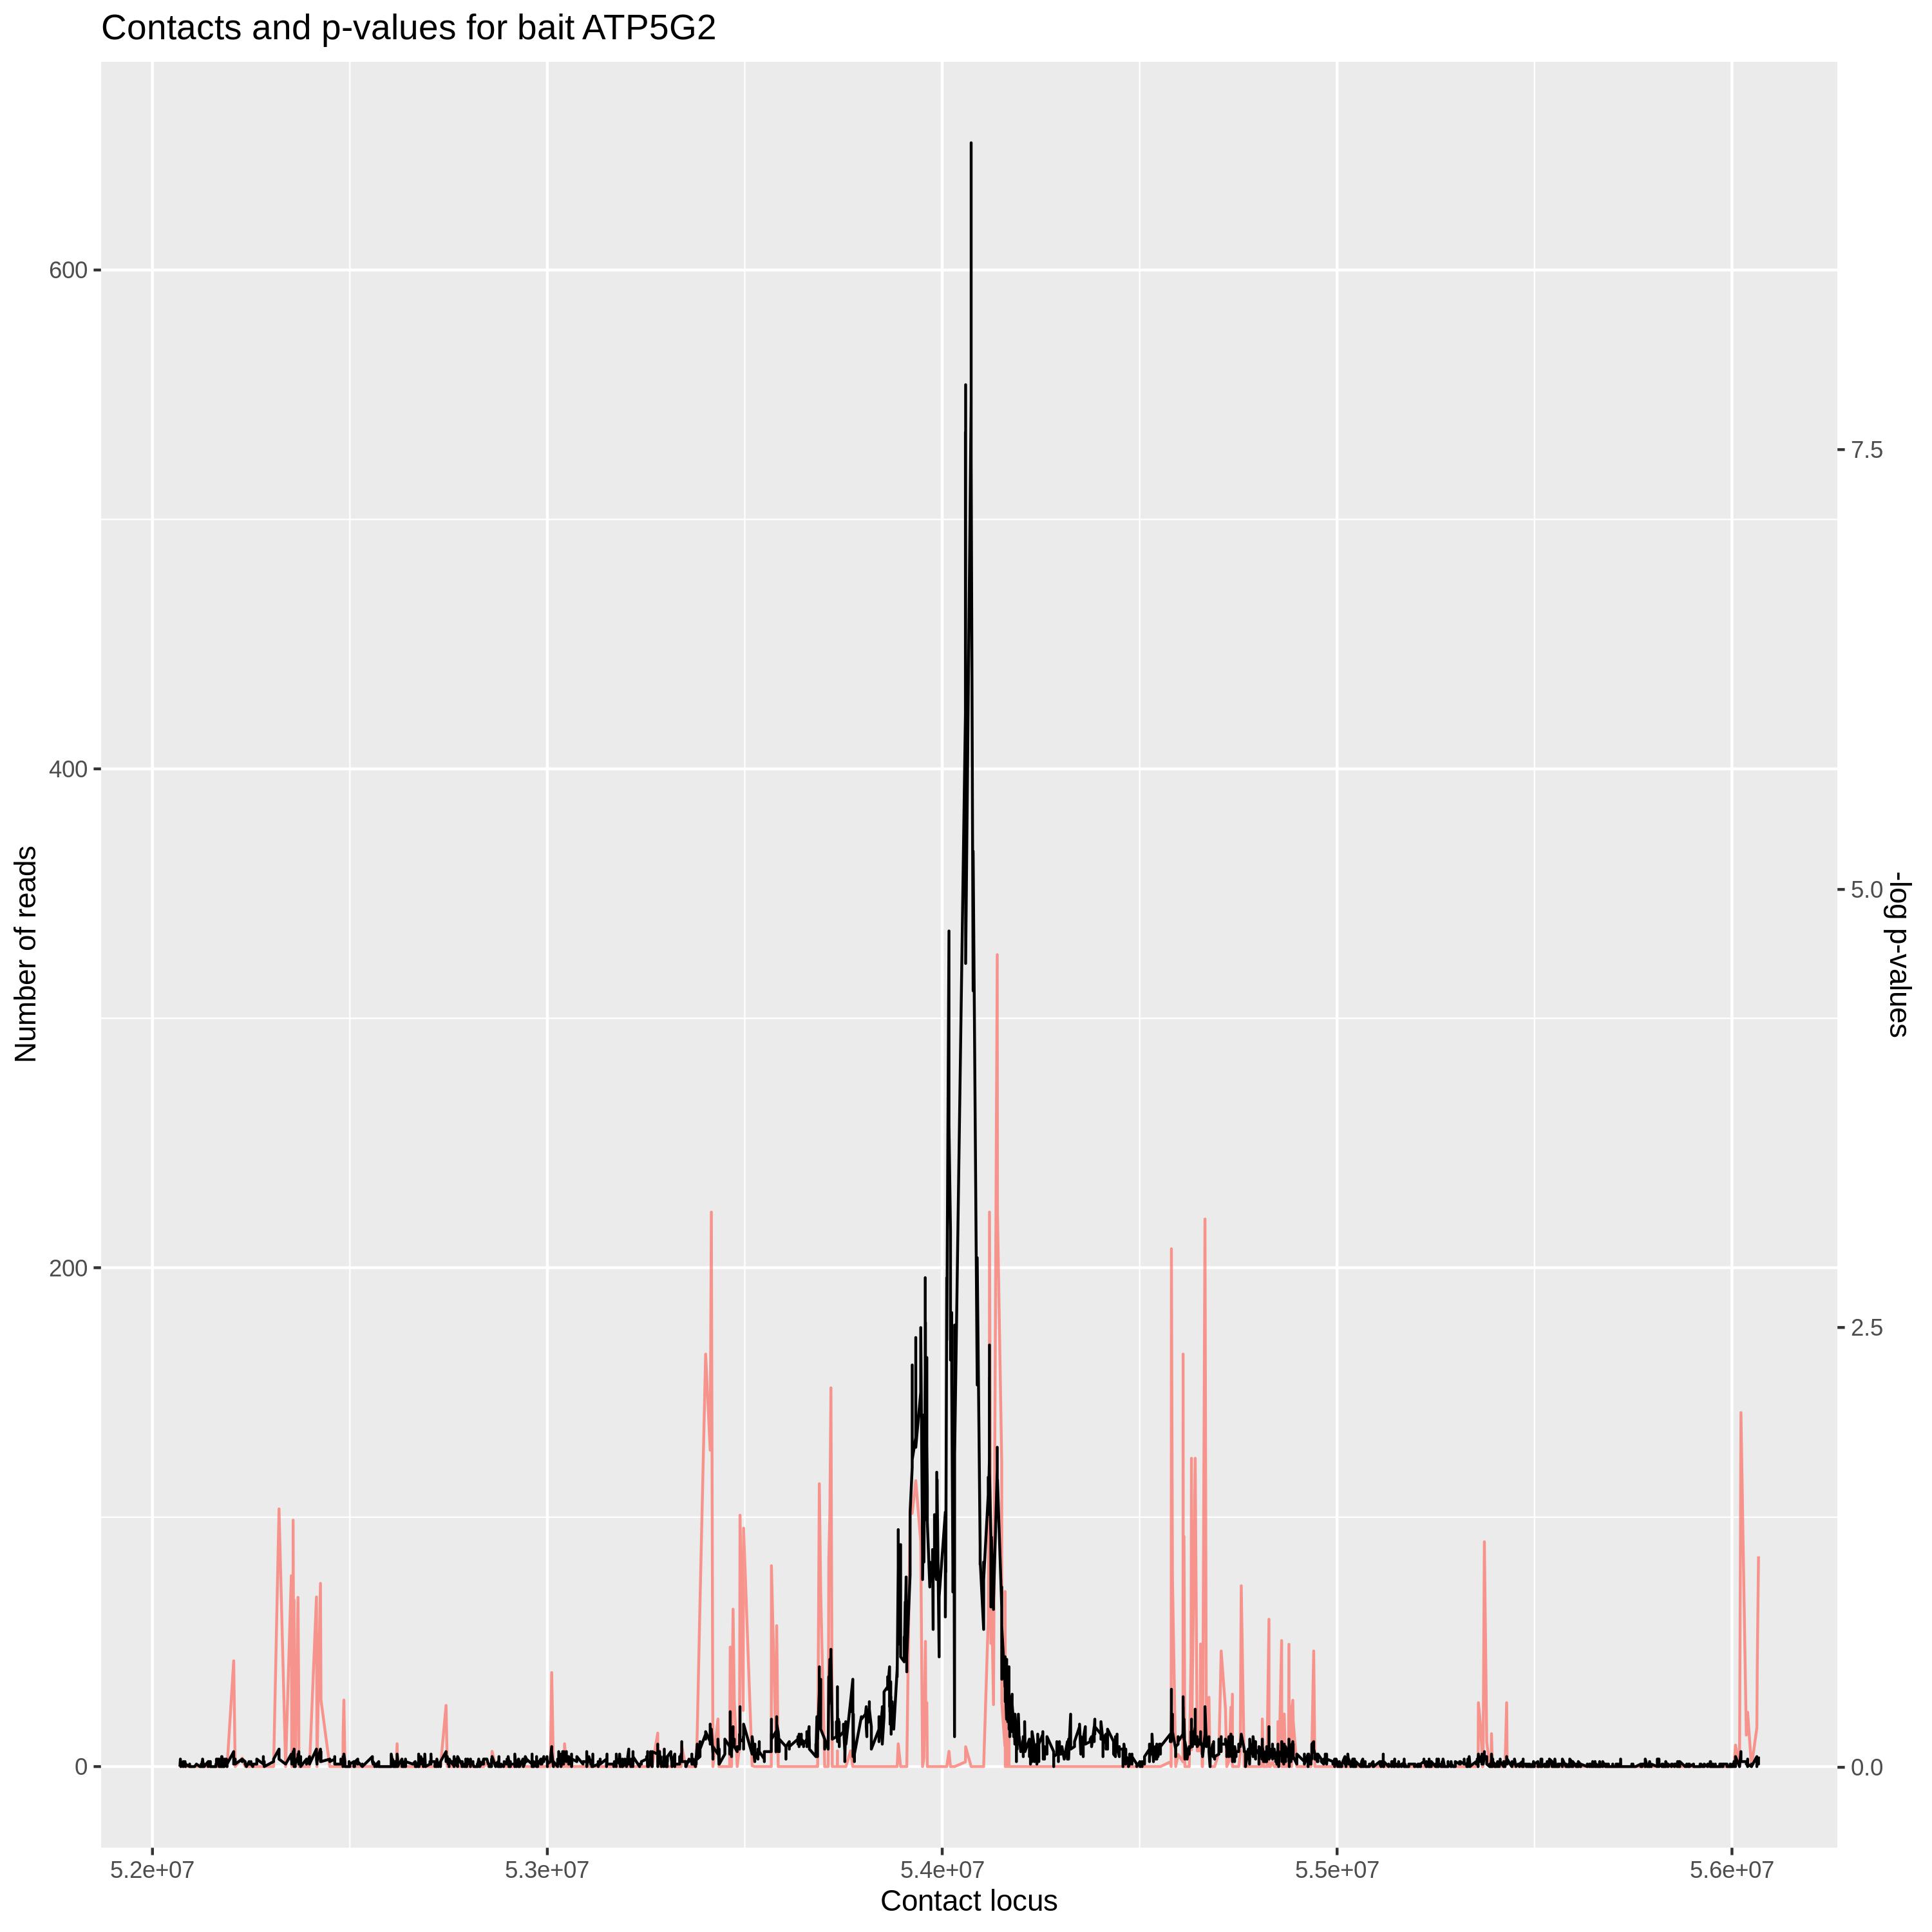 Contacts and p-values for bait ATP5G2
Number of reads
600
400
200
0
7.5
5.0
2.5
0.0
-log p-values
5.2e+07 5.3e+07 5.4e+07 5.5e+07 5.6e+07
Contact locus